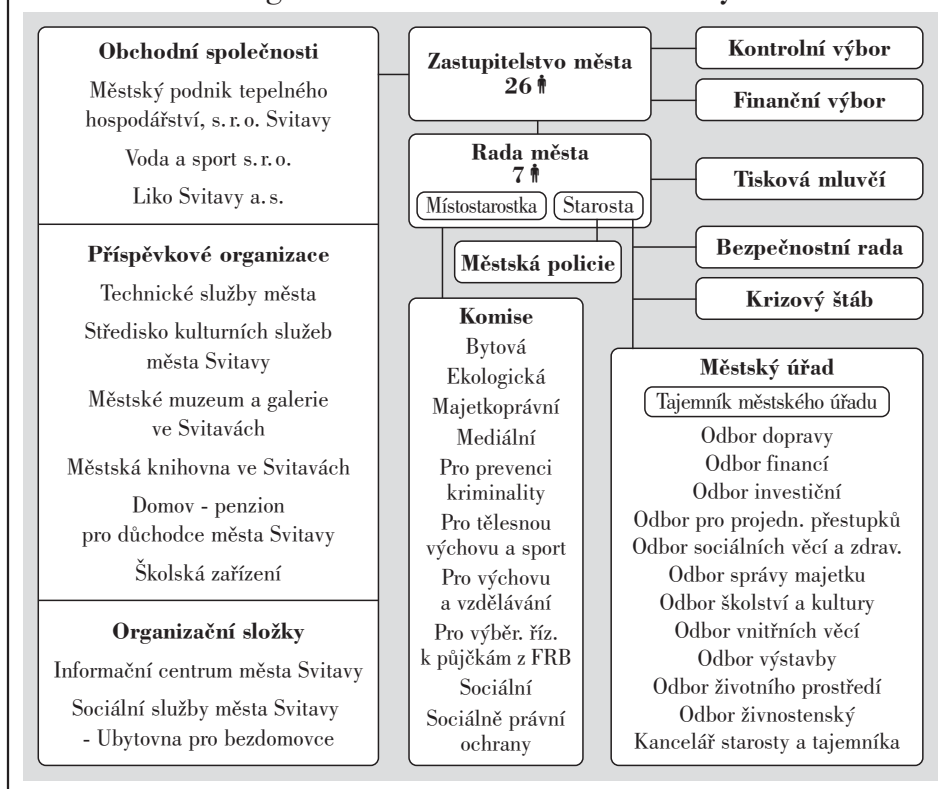 Obchodní společnosti
Městský podnik tepelného
hospodářství, s. r. o. Svitavy
Voda a sport s. r. o.
Liko Svitavy a. s.
Příspěvkové organizace
Technické služby města
Středisko kulturních služeb
města Svitavy
Městské muzeum a galerie
ve Svitavách
Městská knihovna ve Svitavách
Domov - penzion
pro důchodce města Svitavy
Školská zařízení
Organizační složky
Informační centrum města Svitavy
Sociální služby města Svitavy
- Ubytovna pro bezdomovce
Zastupitelstvo města
26
Rada města
7
Místostarostka
Starosta
Městská policie
Komise
Bytová
Ekologická
Majetkoprávní
Mediální
Pro prevenci
kriminality
Pro tělesnou
výchovu a sport
Pro výchovu
a vzdělávání
Pro výběr. říz.
k půjčkám z FRB
Sociální
Sociálně právní
ochrany
Kontrolní výbor
Finanční výbor
Tisková mluvčí
Bezpečnostní rada
Krizový štáb
Městský úřad
Tajemník městského úřadu
Odbor dopravy
Odbor financí
Odbor investiční
Odbor pro projedn. přestupků
Odbor sociálních věcí a zdrav.
Odbor správy majetku
Odbor školství a kultury
Odbor vnitřních věcí
Odbor výstavby
Odbor životního prostředí
Odbor živnostenský
Kancelář starosty a tajemníka